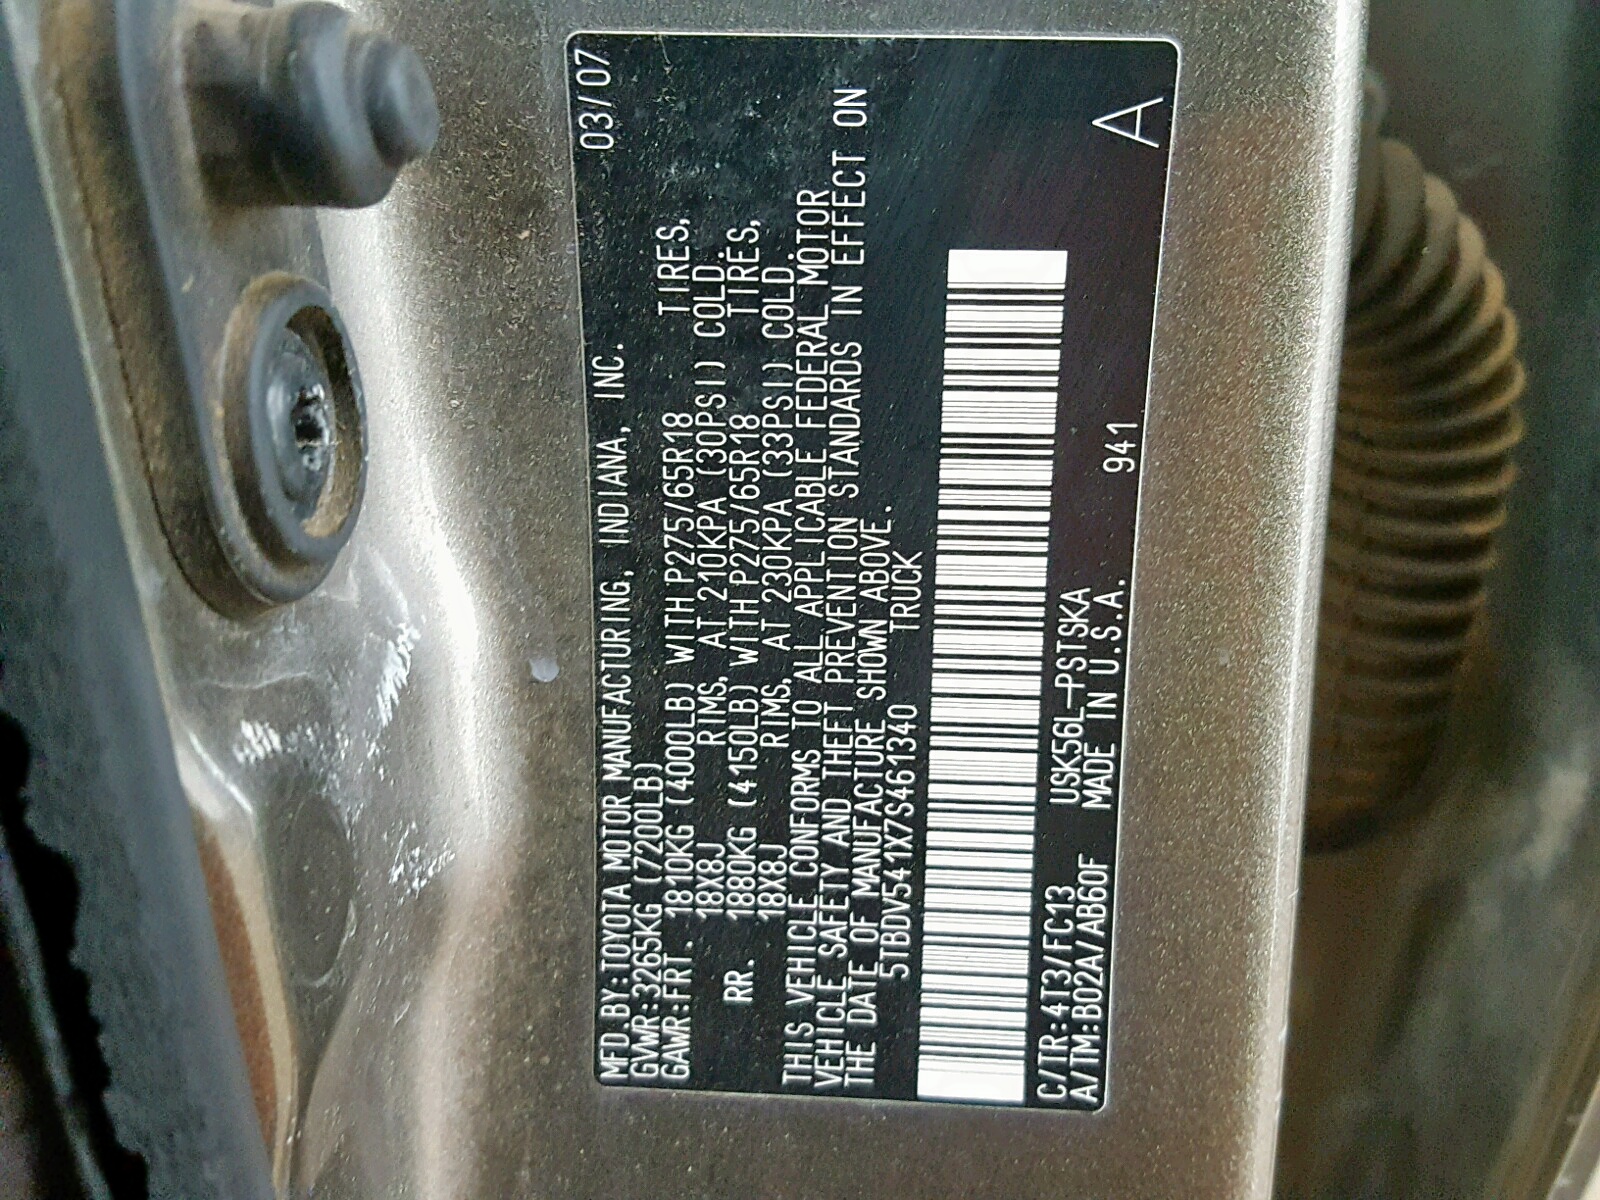 MFD.BY:TOYOTA MOTOR MANUFACTURING, INDIANA, INC. 03/07
GVWR:3265KG (7200LB)
GAWR:FRT. 1810KG (4000LB) WITH P275/65R18 TIRES,
18X8J RIMS, AT 210KPA (30PSI) COLD.
RR. 1880KG (4150LB) WITH P275/65R18 TIRES,
18X8J RIMS, AT 230KPA (33PSI) COLD.
THIS VEHICLE CONFORMS TO ALL APPLICABLE FEDERAL MOTOR
VEHICLE SAFETY AND THEFT PREVENTION STANDARDS IN EFFECT ON
THE DATE OF MANUFACTURE SHOWN ABOVE.
5TBDV541X7S461340 TRUCK
C/TR:4T3/FC13 USK56L-PSTSKA
A/TM:B02A/AB60F MADE IN U.S.A. 941 A